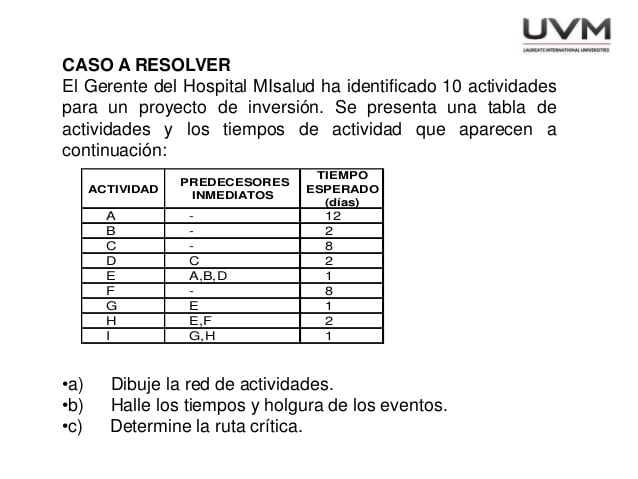 UVM
LAUREATE INTERNATIONAL UNIVERSITIES
CASO A RESOLVER
El Gerente del Hospital MIsalud ha identificado 10 actividades
para un proyecto de inversión. Se presenta una tabla de
actividades y los tiempos de actividad que aparecen a
continuación:
ACTIVIDAD PREDECESORES INMEDIATOS TIEMPO ESPERADO (días)
A - 12
B - 2
C - 8
D C 2
E A,B,D 1
F - 8
G E 1
H E,F 2
I G,H 1
•a) Dibuje la red de actividades.
•b) Halle los tiempos y holgura de los eventos.
•c) Determine la ruta crítica.